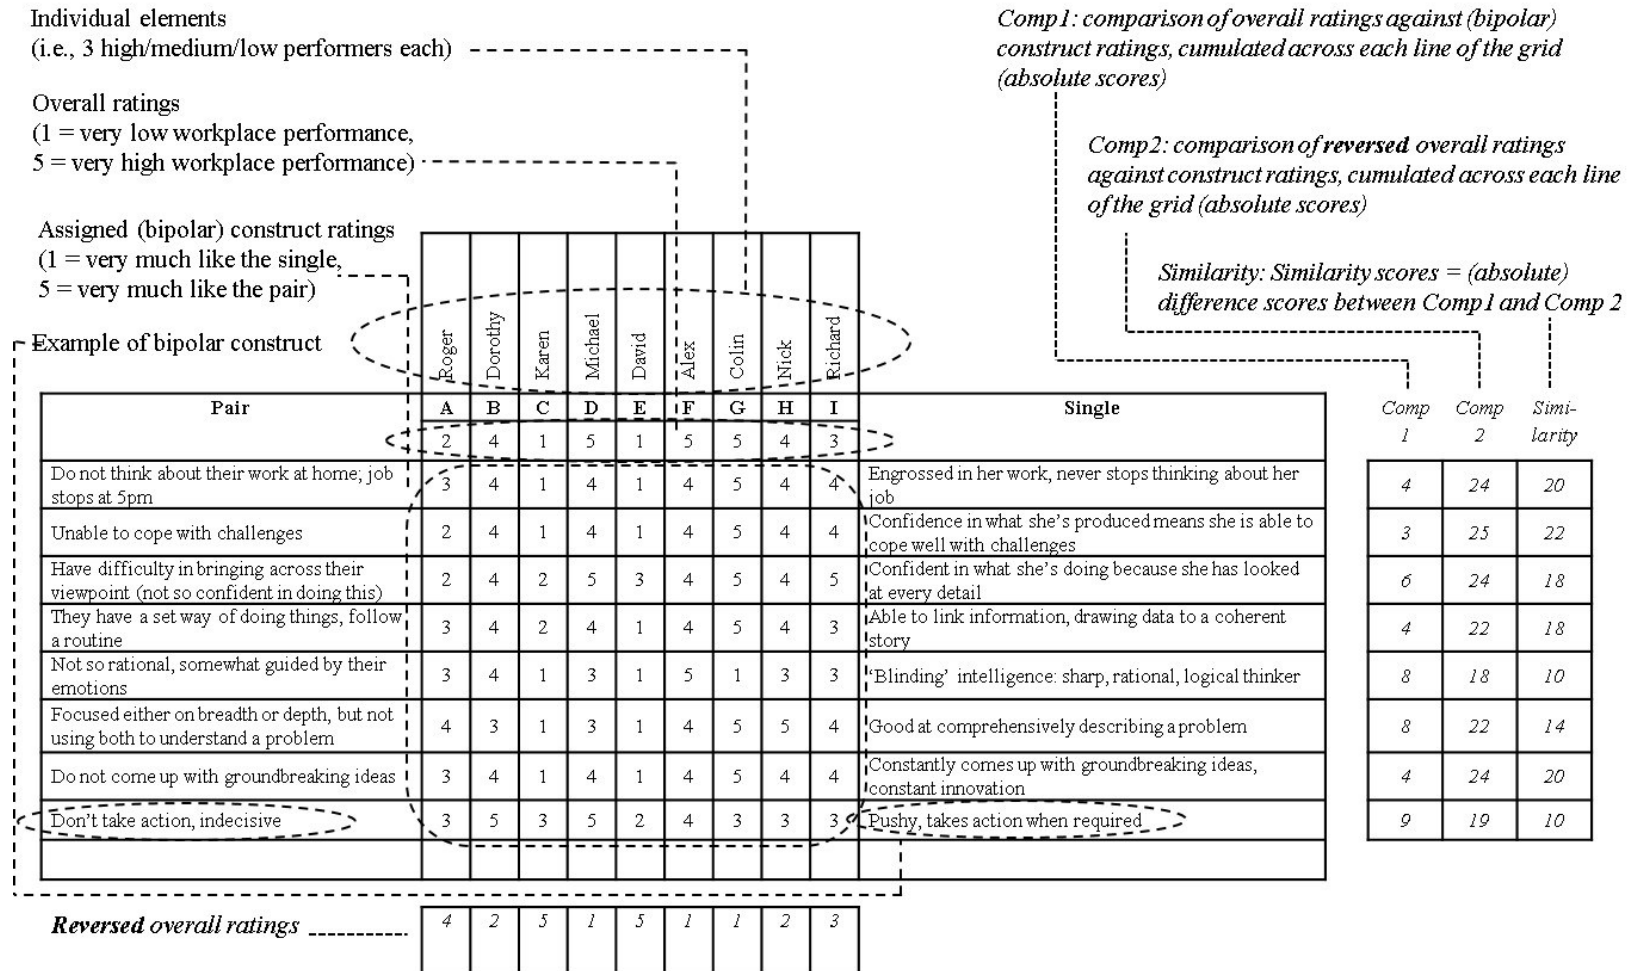 Individual elements
(i.e., 3 high/medium/low performers each)
Overall ratings
(1 = very low workplace performance,
5 = very high workplace performance)
Assigned (bipolar) construct ratings
(1 = very much like the single,
5 = very much like the pair)
Example of bipolar construct
Comp1: comparison of overall ratings against (bipolar)
construct ratings, cumulated across each line of the grid
(absolute scores)
Comp2: comparison of reversed overall ratings
against construct ratings, cumulated across each line
of the grid (absolute scores)
Similarity: Similarity scores = (absolute)
difference scores between Comp1 and Comp 2
Roger Dorothy Karen Michael David Alex Colin Nick Richard
Pair A B C D E F G H I Single Comp Comp Simi-
2 4 1 5 1 5 5 4 3 1 2 larity
Do not think about their work at home; job
stops at 5pm
3 4 1 4 1 4 5 4 4
Engrossed in her work, never stops thinking about her
job
4 24 20
Unable to cope with challenges
2 4 1 4 1 4 5 4 4
Confidence in what she's produced means she is able to
cope well with challenges
3 25 22
Have difficulty in bringing across their
viewpoint (not so confident in doing this)
2 4 2 5 3 4 5 4 5
Confident in what she's doing because she has looked
at every detail
6 24 18
They have a set way of doing things, follow
a routine
3 4 2 4 1 4 5 4 3
Able to link information, drawing data to a coherent
story
4 22 18
Not so rational, somewhat guided by their
emotions
3 4 1 3 1 5 1 3 3
'Blinding' intelligence: sharp, rational, logical thinker
8 18 10
Focused either on breadth or depth, but not
using both to understand a problem
4 3 1 3 1 4 5 5 4
Good at comprehensively describing a problem
8 22 14
Do not come up with groundbreaking ideas
3 4 1 4 1 4 5 4 4
Constantly comes up with groundbreaking ideas,
constant innovation
4 24 20
Don't take action, indecisive
3 5 3 5 2 4 3 3 3
Pushy, takes action when required
9 19 10
Reversed overall ratings
4 2 5 1 5 1 1 2 3